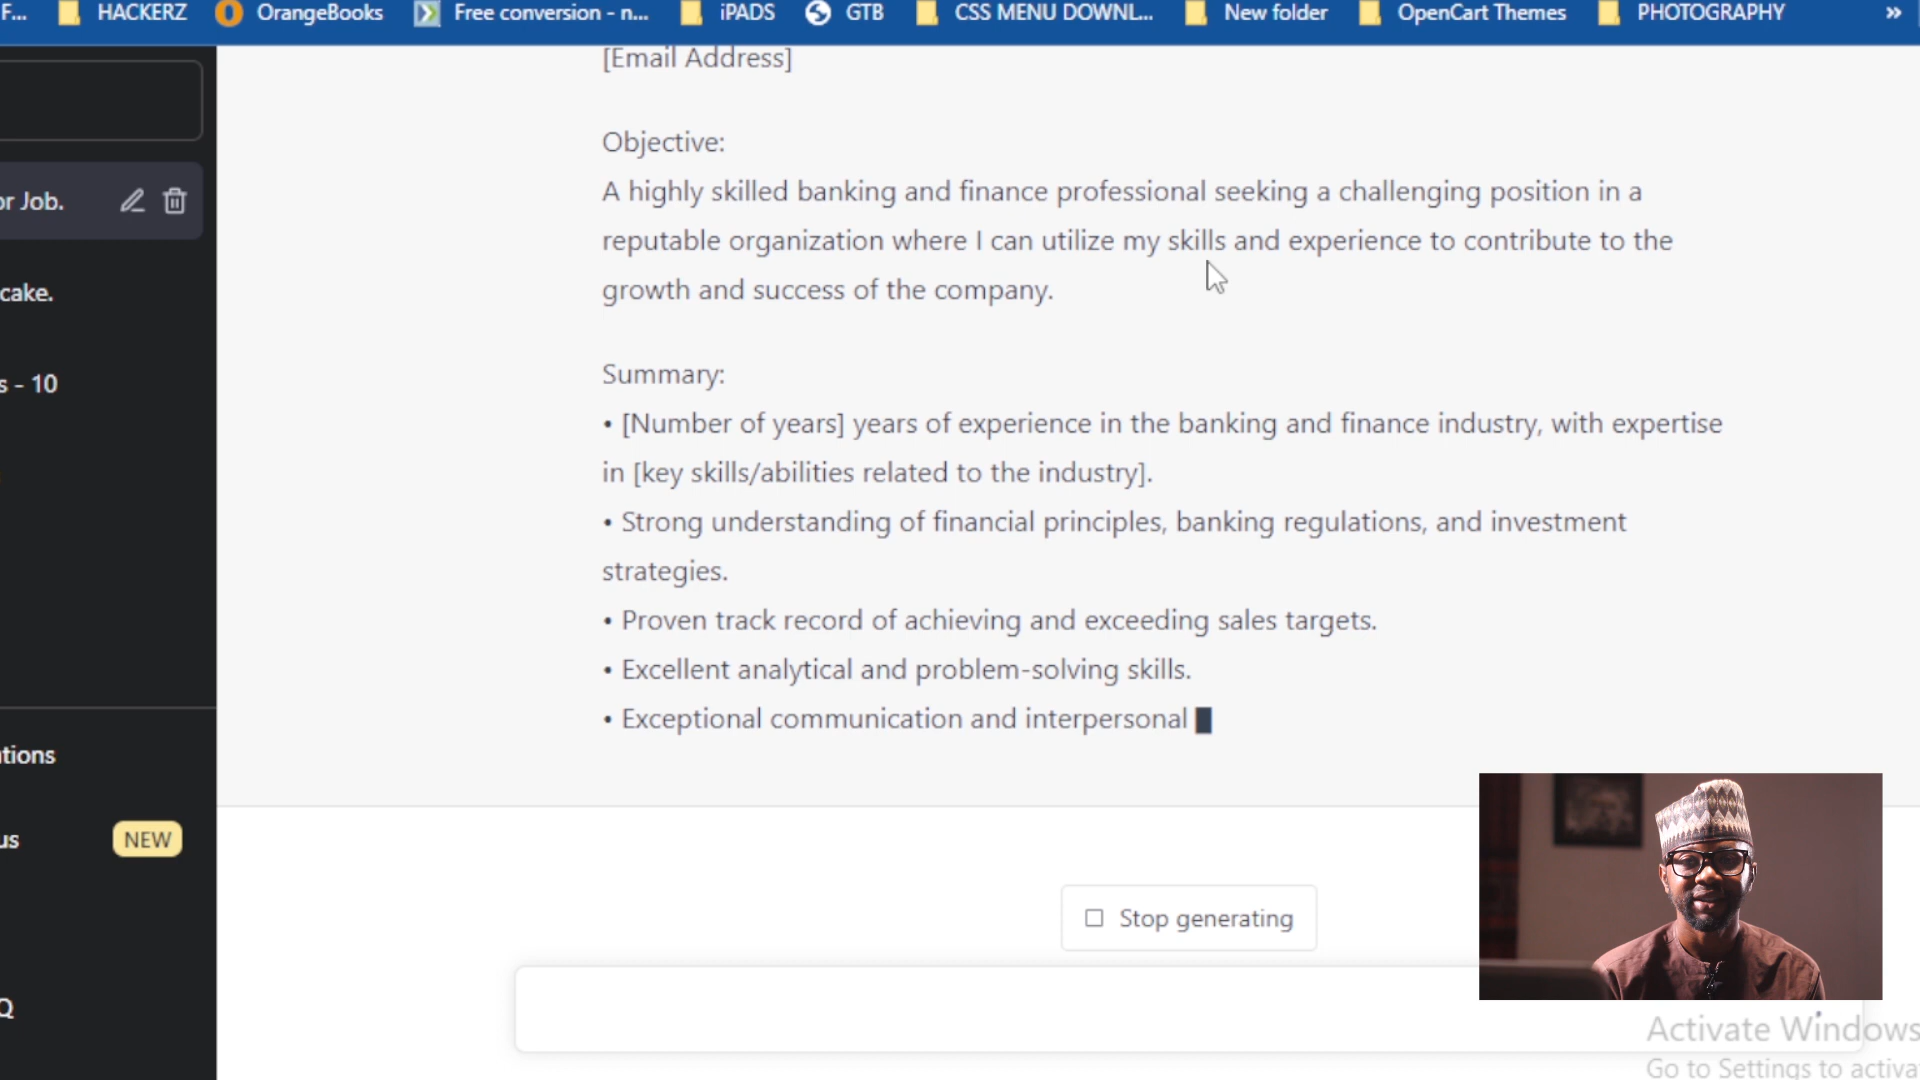 F...
HACKERZ
OrangeBooks
Free conversion - n...
iPADS
GTB
CSS MENU DOWNL...
New folder
OpenCart Themes
PHOTOGRAPHY
»
[Email Address]
or Job.
cake.
s - 10
Objective:
A highly skilled banking and finance professional seeking a challenging position in a
reputable organization where I can utilize my skills and experience to contribute to the
growth and success of the company.
Summary:
• [Number of years] years of experience in the banking and finance industry, with expertise
in [key skills/abilities related to the industry].
• Strong understanding of financial principles, banking regulations, and investment
strategies.
• Proven track record of achieving and exceeding sales targets.
• Excellent analytical and problem-solving skills.
• Exceptional communication and interpersonal
ations
us
NEW
Q
Stop generating
Activate Windows
Go to Settings to activa